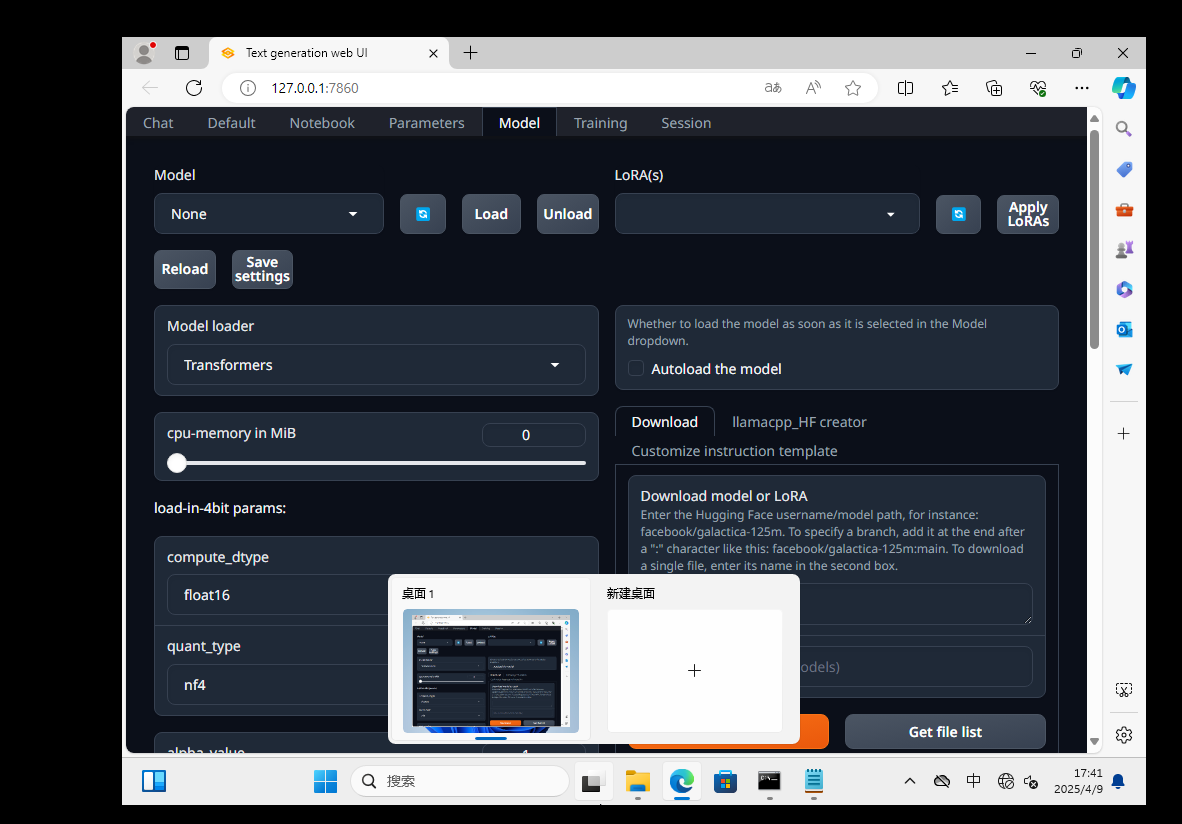 Text generation web UI
127.0.0.1:7860
Chat Default Notebook Parameters Model Training Session
Model
None
Load
Unload
LoRA(s)
Apply
LoRAs
Reload
Save
settings
Model loader
Transformers
cpu-memory in MiB
0
load-in-4bit params:
compute_dtype
float16
quant_type
nf4
alpha_value
1
Whether to load the model as soon as it is selected in the Model
dropdown.
Autoload the model
Download llamacpp_HF creator
Customize instruction template
Download model or LoRA
Enter the Hugging Face username/model path, for instance:
facebook/galactica-125m. To specify a branch, add it at the end after
a ":" character like this: facebook/galactica-125m:main. To download
a single file, enter its name in the second box.
Get file list
桌面 1
新建桌面
搜索
中
17:41
2025/4/9